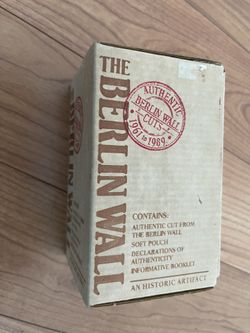 THE
BERLIN WALL
AUTHENTIC
BERLIN WALL
CUTS
1961 to 1989
CONTAINS:
AUTHENTIC CUT FROM
THE BERLIN WALL
SOFT POUCH
DECLARATIONS OF
AUTHENTICITY
INFORMATIVE BOOKLET
AN HISTORIC ARTIFACT